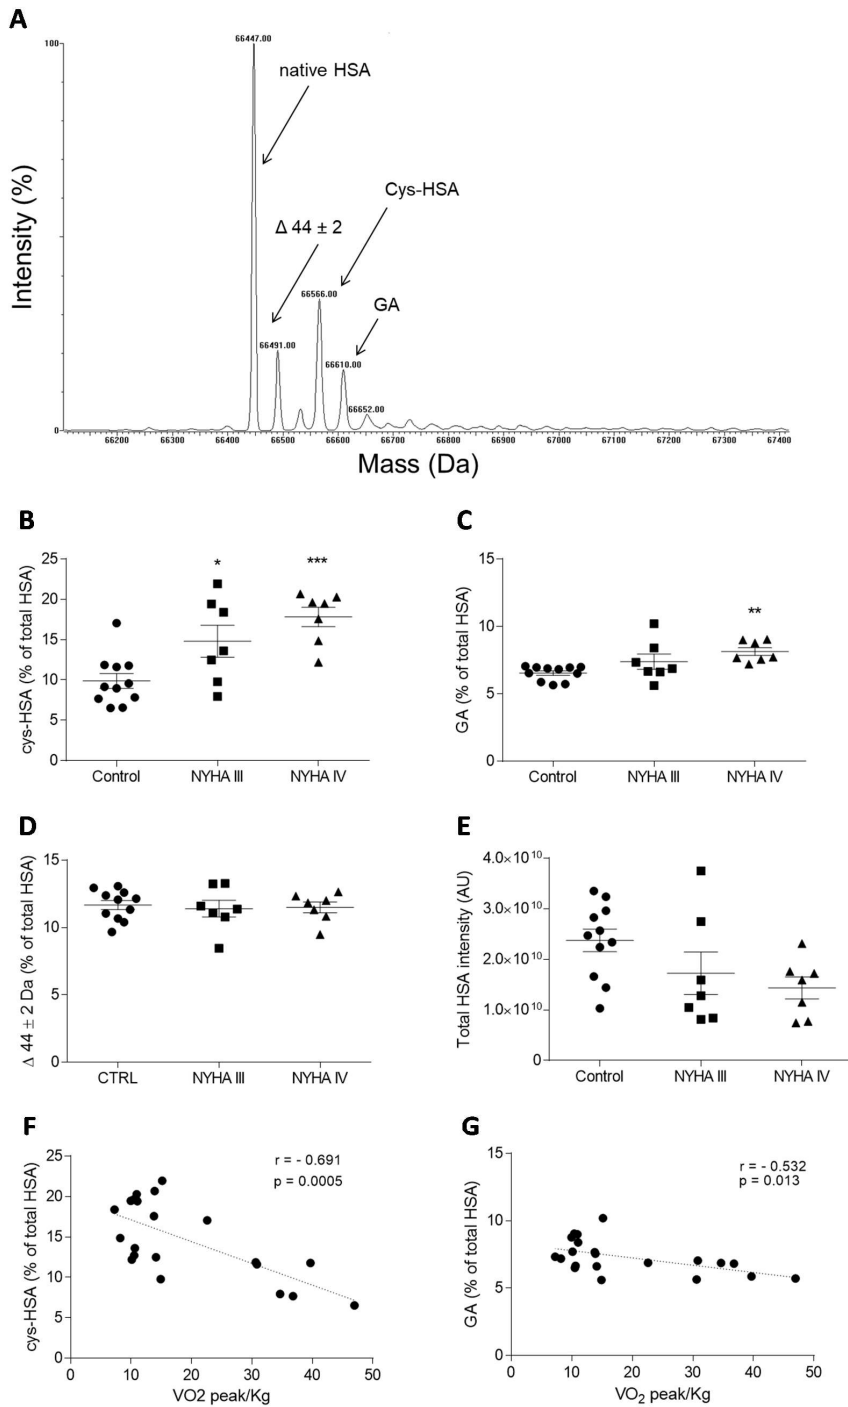 A
100
66447.00
native HSA
Cys-HSA
Δ 44 ± 2
66566.00
GA
66491.00
66610.00
66652.00
0
Intensity (%)
66200 66300 66400 66500 66600 66700 66800 66900 67000 67100 67200 67300 67400
Mass (Da)
B
25
20
15
10
5
0
cys-HSA (% of total HSA)
* ***
Control NYHA III NYHA IV
C
15
10
5
0
GA (% of total HSA)
**
Control NYHA III NYHA IV
D
15
10
5
0
Δ 44 ± 2 Da (% of total HSA)
CTRL NYHA III NYHA IV
E
4.0×10¹⁰
3.0×10¹⁰
2.0×10¹⁰
1.0×10¹⁰
0
Total HSA intensity (AU)
Control NYHA III NYHA IV
F
25
20
15
10
5
0
cys-HSA (% of total HSA)
r = - 0.691
p = 0.0005
0 10 20 30 40 50
VO2 peak/Kg
G
15
10
5
0
GA (% of total HSA)
r = - 0.532
p = 0.013
0 10 20 30 40 50
VO₂ peak/Kg